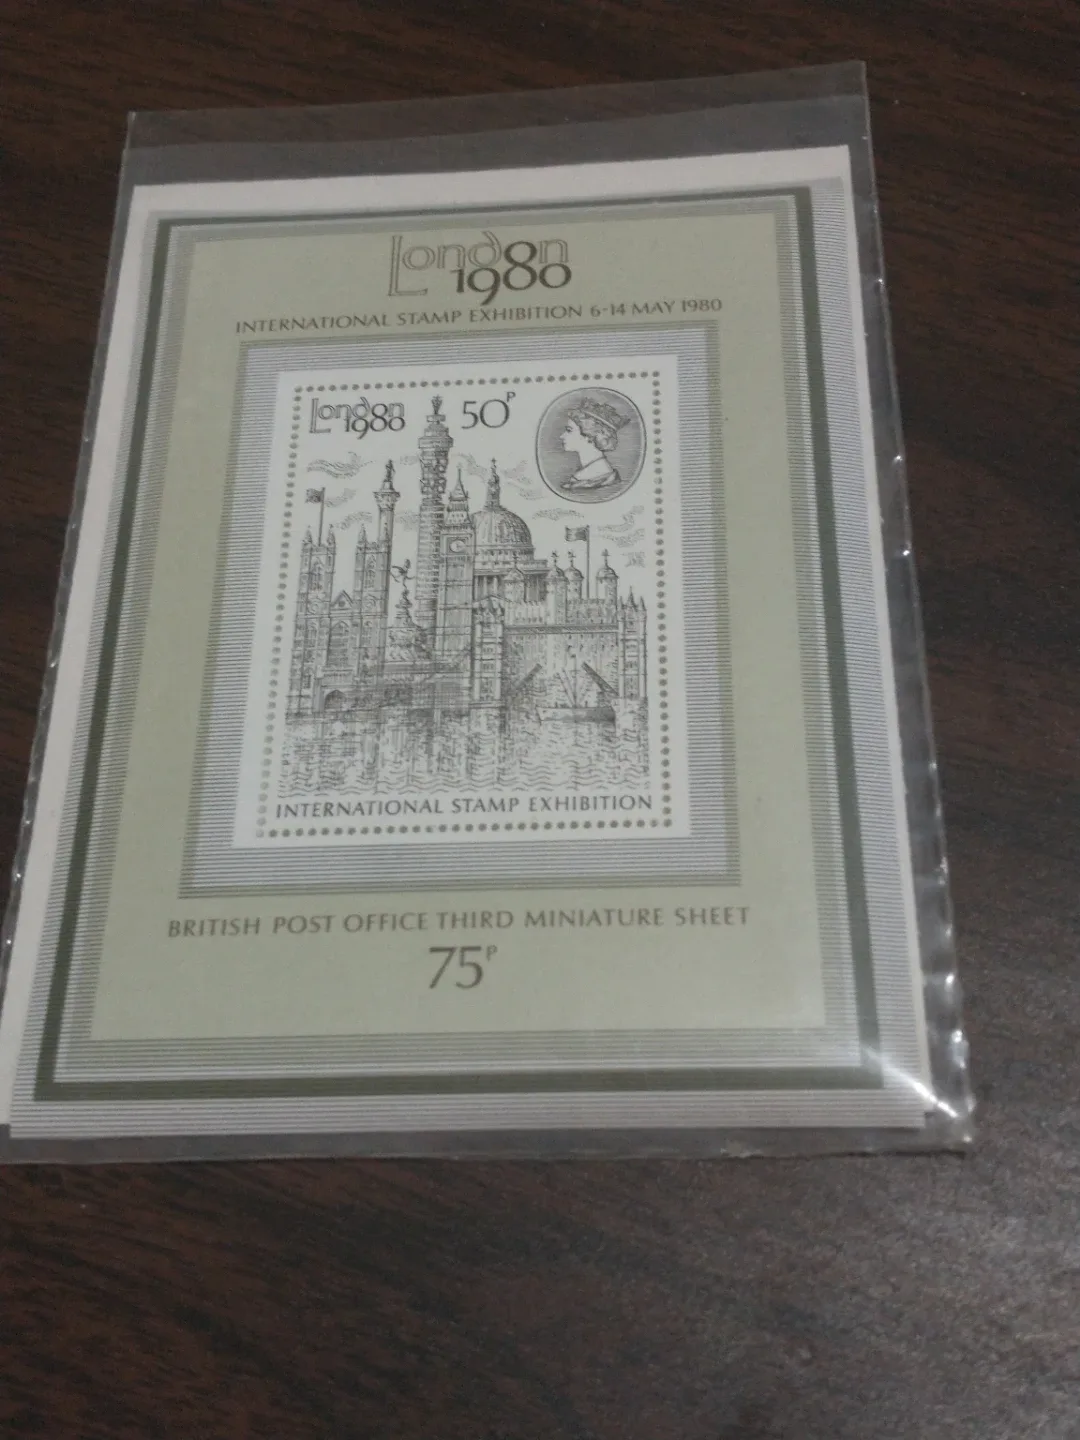 London
1980
INTERNATIONAL STAMP EXHIBITION 6-14 MAY 1980
London
1980
50P
INTERNATIONAL STAMP EXHIBITION
BRITISH POST OFFICE THIRD MINIATURE SHEET
75P